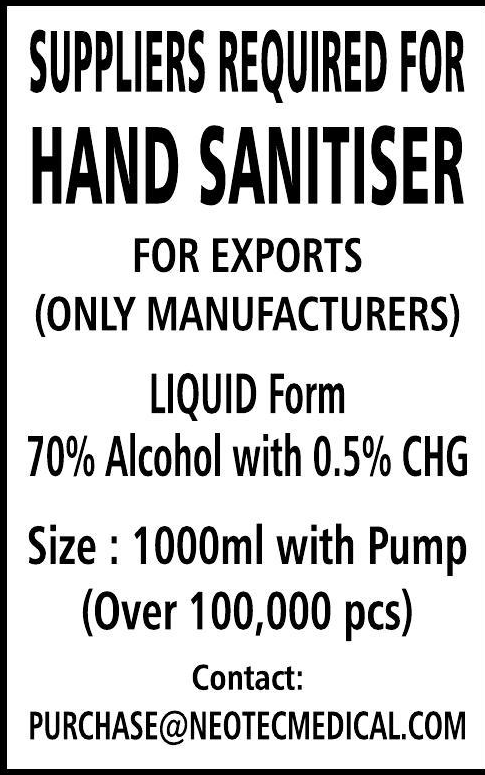 SUPPLIERS REQUIRED FOR
HAND SANITISER
FOR EXPORTS
(ONLY MANUFACTURERS)
LIQUID Form
70% Alcohol with 0.5% CHG
Size : 1000ml with Pump
(Over 100,000 pcs)
Contact:
PURCHASE@NEOTECMEDICAL.COM